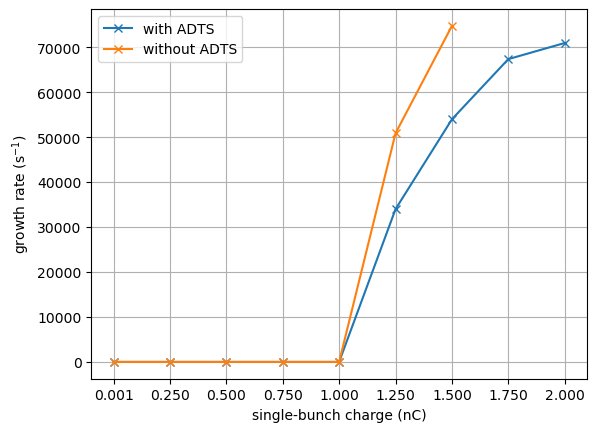 with ADTS
without ADTS
70000
60000
50000
40000
30000
20000
10000
0
growth rate (s⁻¹)
0.001 0.250 0.500 0.750 1.000 1.250 1.500 1.750 2.000
single-bunch charge (nC)